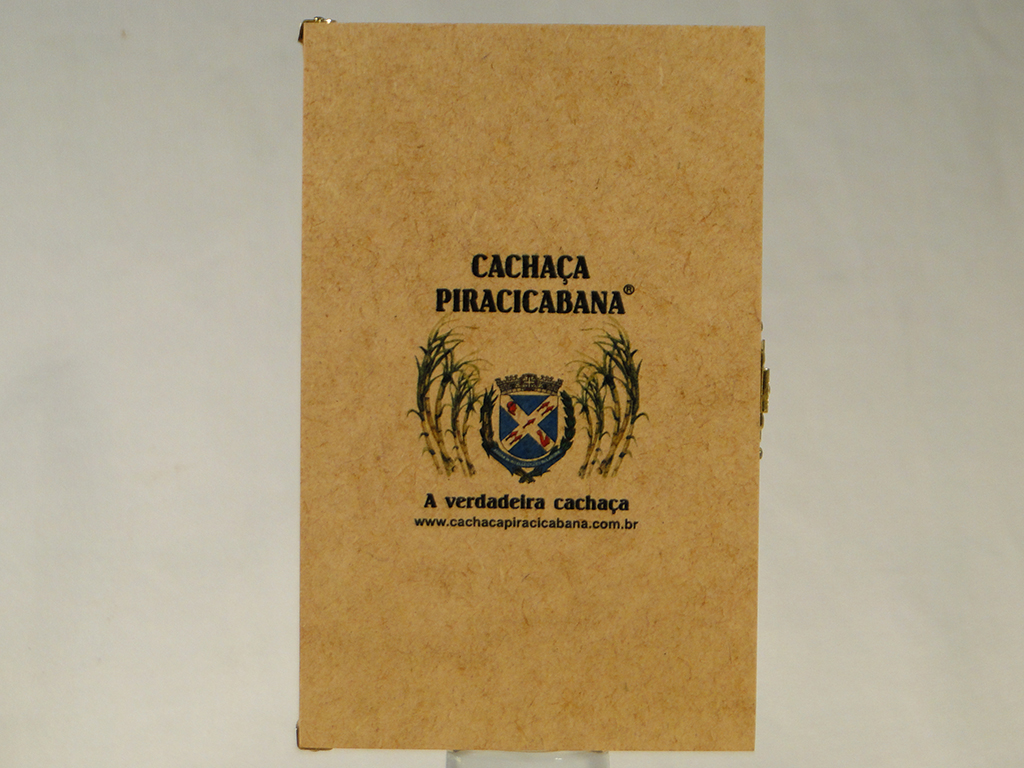 CACHAÇA
PIRACICABANA®
A verdadeira cachaça
www.cachacapiracicabana.com.br